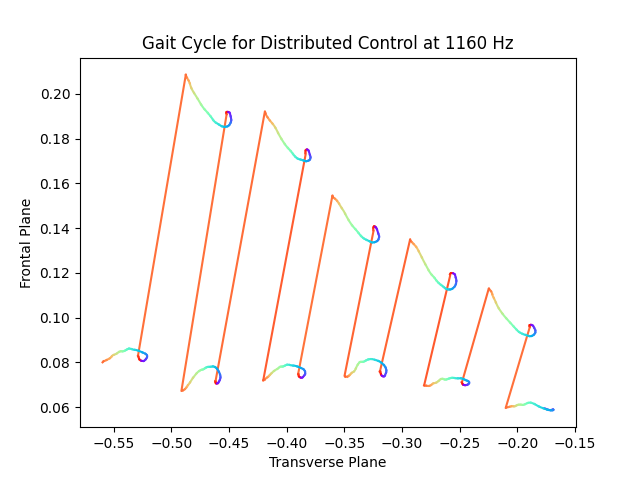 Gait Cycle for Distributed Control at 1160 Hz
Frontal Plane
0.20
0.18
0.16
0.14
0.12
0.10
0.08
0.06
−0.55 −0.50 −0.45 −0.40 −0.35 −0.30 −0.25 −0.20 −0.15
Transverse Plane